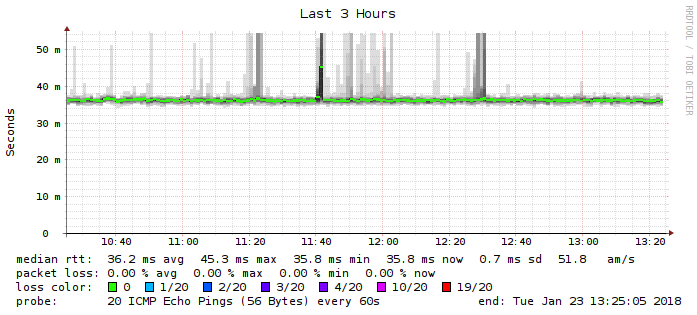 Last 3 Hours
RRDTOOL / TOBI OETIKER
Seconds
50 m
40 m
30 m
20 m
10 m
0
10:40 11:00 11:20 11:40 12:00 12:20 12:40 13:00 13:20
median rtt: 36.2 ms avg 45.3 ms max 35.8 ms min 35.8 ms now 0.7 ms sd 51.8 am/s
packet loss: 0.00 % avg 0.00 % max 0.00 % min 0.00 % now
loss color: 0 1/20 2/20 3/20 4/20 10/20 19/20
probe: 20 ICMP Echo Pings (56 Bytes) every 60s end: Tue Jan 23 13:25:05 2018